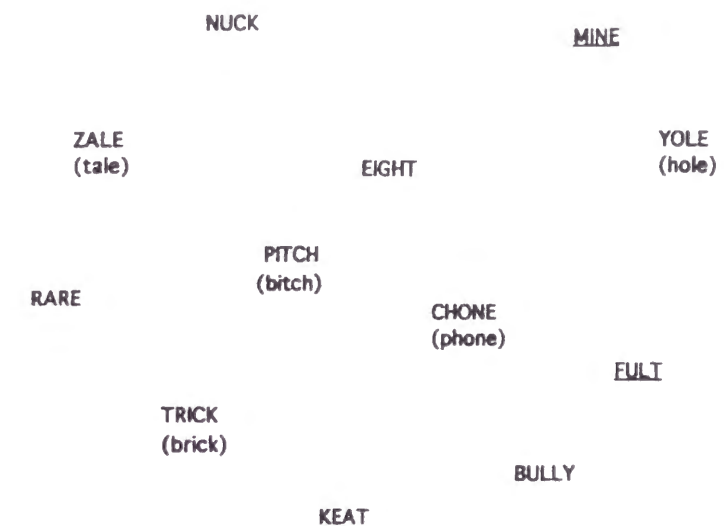 NUCK
MINE
ZALE
(tale)
EIGHT
YOLE
(hole)
PITCH
(bitch)
RARE
CHONE
(phone)
FULT
TRICK
(brick)
BULLY
KEAT